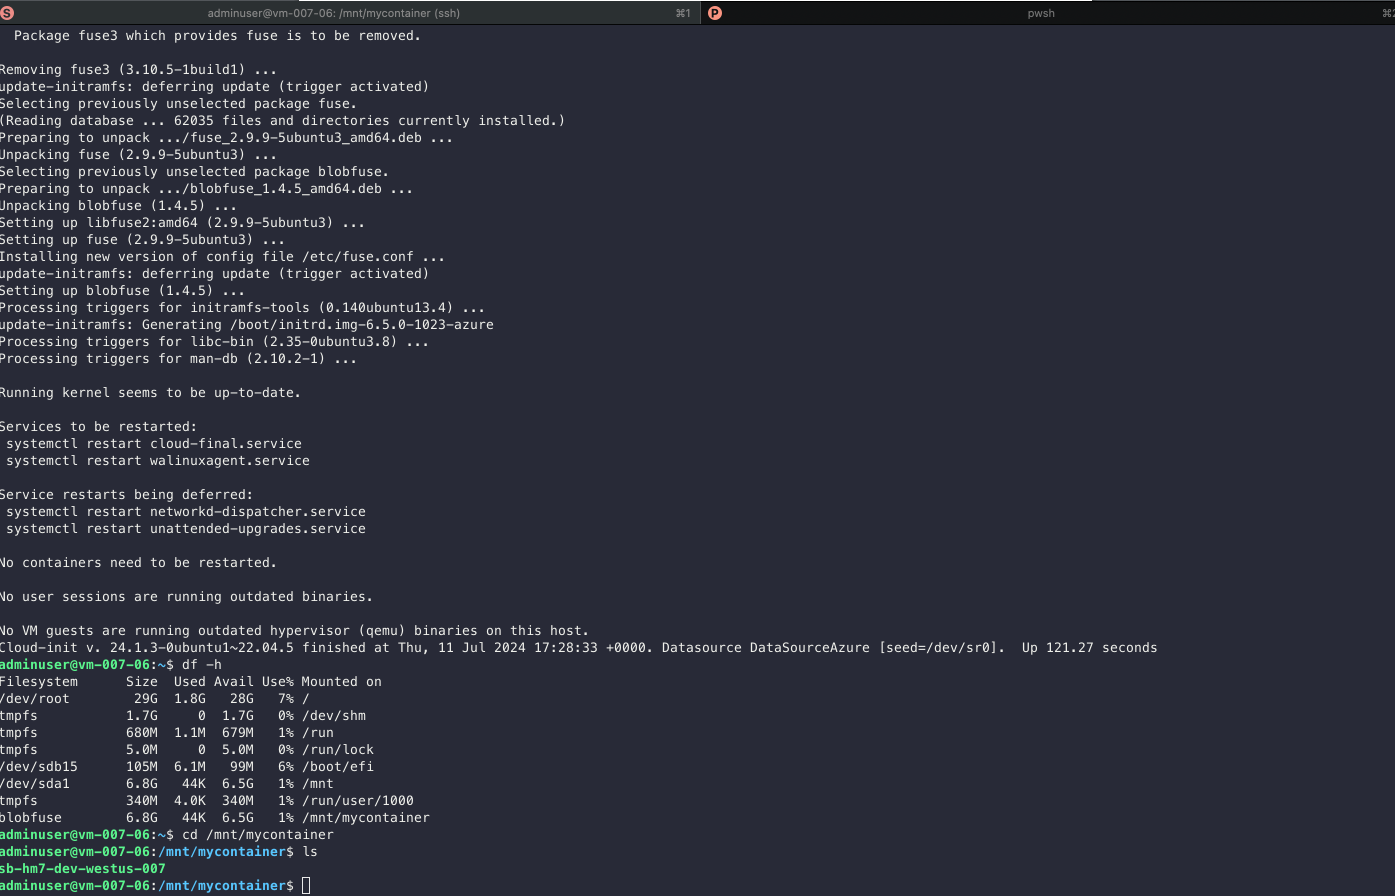 S adminuser@vm-007-06: /mnt/mycontainer (ssh) ⌘1 P pwsh
Package fuse3 which provides fuse is to be removed.
Removing fuse3 (3.10.5-1build1) ...
update-initramfs: deferring update (trigger activated)
Selecting previously unselected package fuse.
(Reading database ... 62035 files and directories currently installed.)
Preparing to unpack .../fuse_2.9.9-5ubuntu3_amd64.deb ...
Unpacking fuse (2.9.9-5ubuntu3) ...
Selecting previously unselected package blobfuse.
Preparing to unpack .../blobfuse_1.4.5_amd64.deb ...
Unpacking blobfuse (1.4.5) ...
Setting up libfuse2:amd64 (2.9.9-5ubuntu3) ...
Setting up fuse (2.9.9-5ubuntu3) ...
Installing new version of config file /etc/fuse.conf ...
update-initramfs: deferring update (trigger activated)
Setting up blobfuse (1.4.5) ...
Processing triggers for initramfs-tools (0.140ubuntu13.4) ...
update-initramfs: Generating /boot/initrd.img-6.5.0-1023-azure
Processing triggers for libc-bin (2.35-0ubuntu3.8) ...
Processing triggers for man-db (2.10.2-1) ...
Running kernel seems to be up-to-date.
Services to be restarted:
systemctl restart cloud-final.service
systemctl restart walinuxagent.service
Service restarts being deferred:
systemctl restart networkd-dispatcher.service
systemctl restart unattended-upgrades.service
No containers need to be restarted.
No user sessions are running outdated binaries.
No VM guests are running outdated hypervisor (qemu) binaries on this host.
Cloud-init v. 24.1.3-0ubuntu1~22.04.5 finished at Thu, 11 Jul 2024 17:28:33 +0000. Datasource DataSourceAzure [seed=/dev/sr0].  Up 121.27 seconds
adminuser@vm-007-06:~$ df -h
Filesystem      Size  Used Avail Use% Mounted on
/dev/root        29G  1.8G   28G   7% /
tmpfs           1.7G     0  1.7G   0% /dev/shm
tmpfs           680M  1.1M  679M   1% /run
tmpfs           5.0M     0  5.0M   0% /run/lock
/dev/sdb15      105M  6.1M   99M   6% /boot/efi
/dev/sda1       6.8G   44K  6.5G   1% /mnt
tmpfs           340M  4.0K  340M   1% /run/user/1000
blobfuse        6.8G   44K  6.5G   1% /mnt/mycontainer
adminuser@vm-007-06:~$ cd /mnt/mycontainer
adminuser@vm-007-06:/mnt/mycontainer$ ls
sb-hm7-dev-westus-007
adminuser@vm-007-06:/mnt/mycontainer$